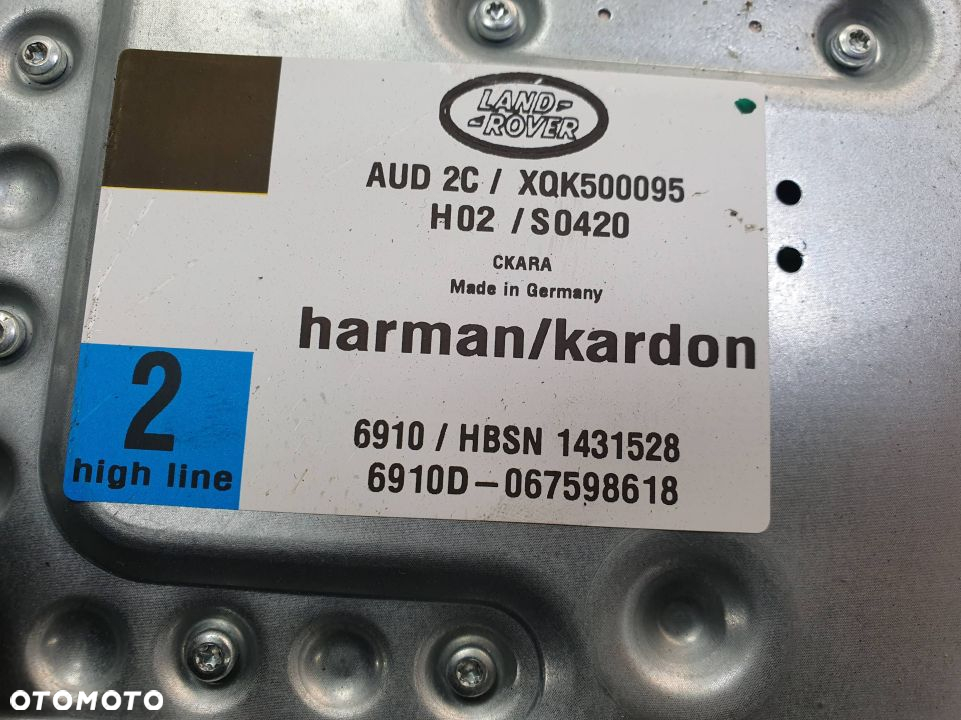 LAND-
-ROVER
AUD 2C / XQK500095
H02 /S0420
CKARA
Made in Germany
harman/kardon
2
high line
6910 / HBSN 1431528
6910D-067598618
OTOMOTO